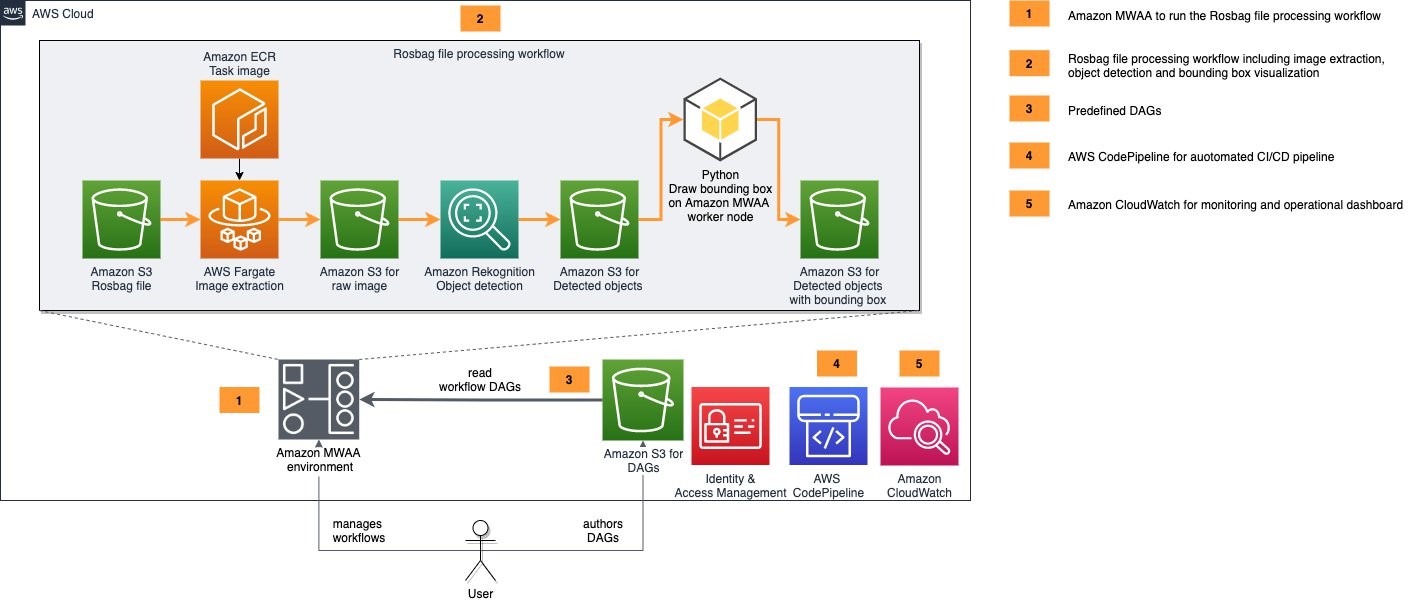 aws
AWS Cloud
2
Rosbag file processing workflow
Amazon ECR
Task image
Python
Draw bounding box
on Amazon MWAA
worker node
Amazon S3
Rosbag file
AWS Fargate
Image extraction
Amazon S3 for
raw image
Amazon Rekognition
Object detection
Amazon S3 for
Detected objects
Amazon S3 for
Detected objects
with bounding box
1
Amazon MWAA
environment
read
workflow DAGs
3
Amazon S3 for
DAGs
Identity &
Access Management
4
AWS
CodePipeline
5
Amazon
CloudWatch
manages
workflows
authors
DAGs
User
1
Amazon MWAA to run the Rosbag file processing workflow
2
Rosbag file processing workflow including image extraction,
object detection and bounding box visualization
3
Predefined DAGs
4
AWS CodePipeline for auotomated CI/CD pipeline
5
Amazon CloudWatch for monitoring and operational dashboard